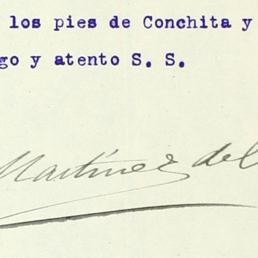 los pies de Conchita y
go y atento S. S.
Martínez del